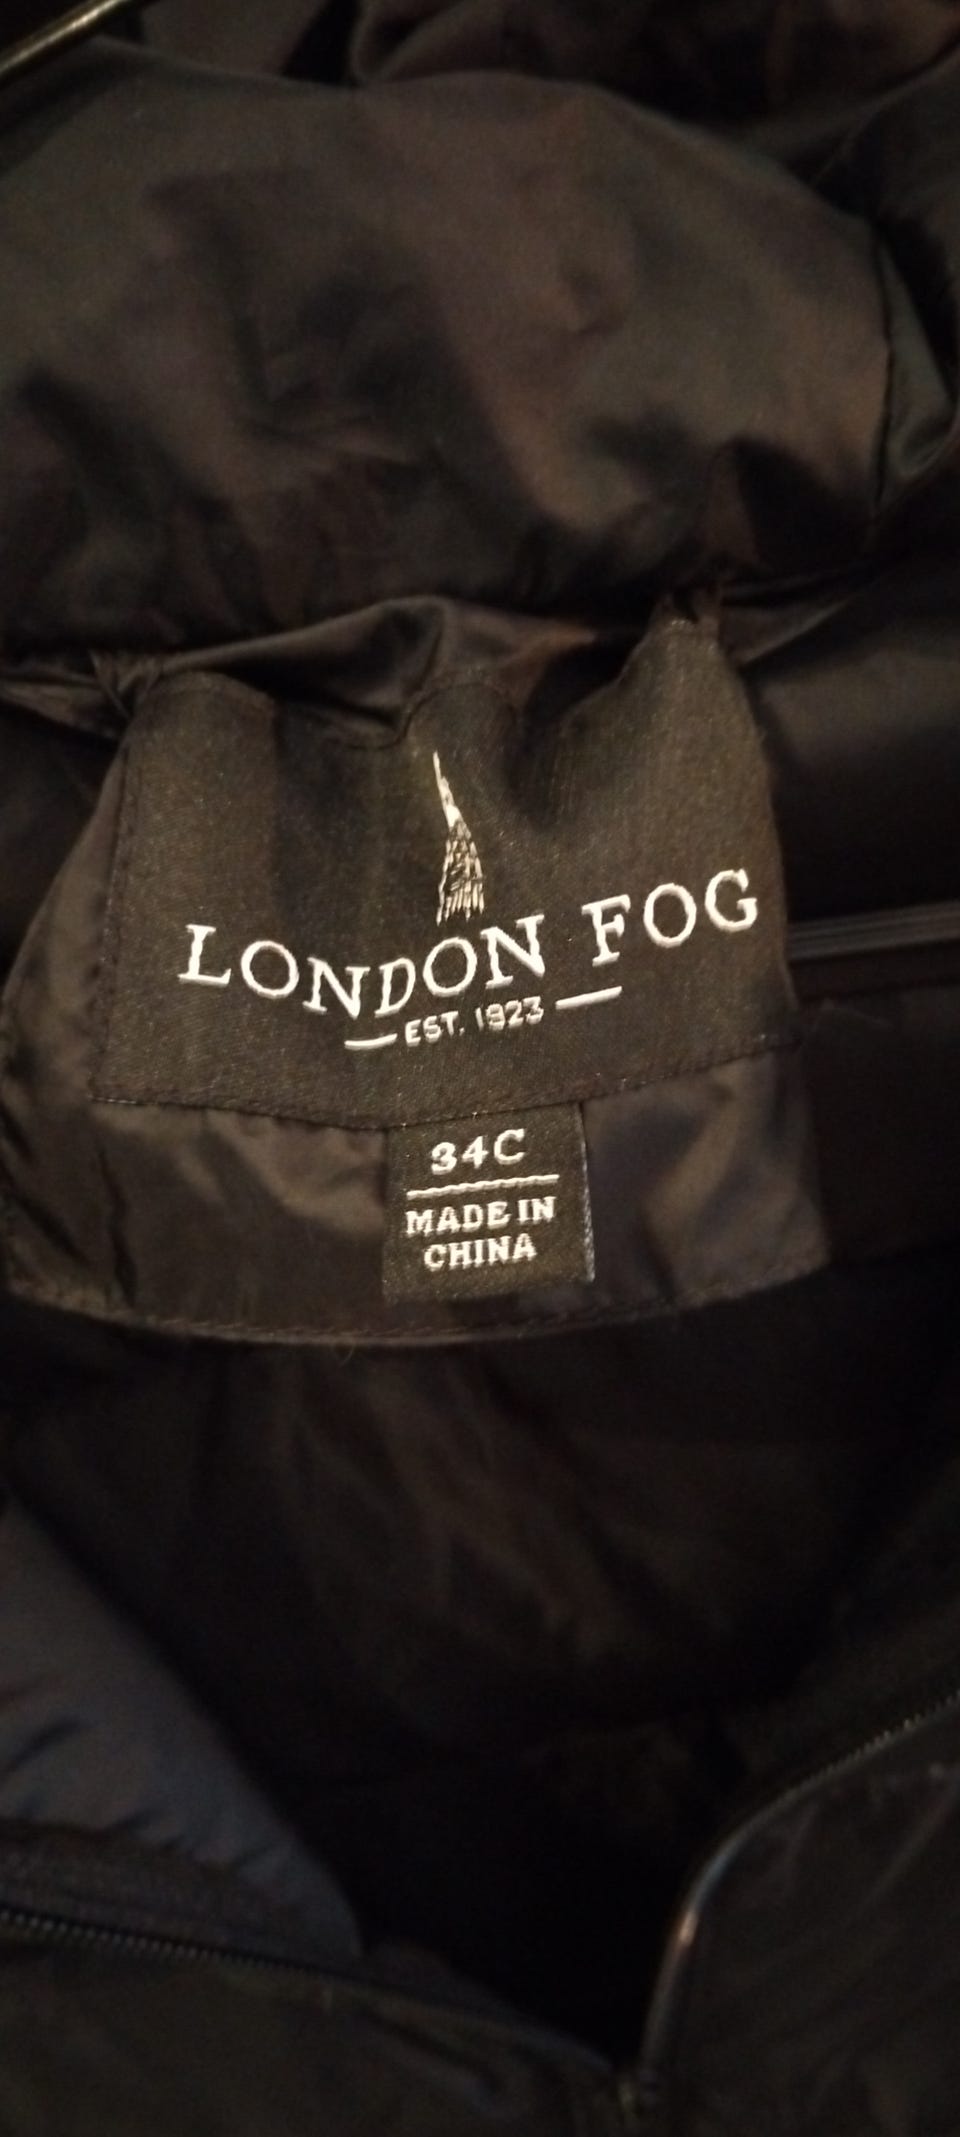 LONDON FOG
EST. 1923
34C
MADE IN
CHINA